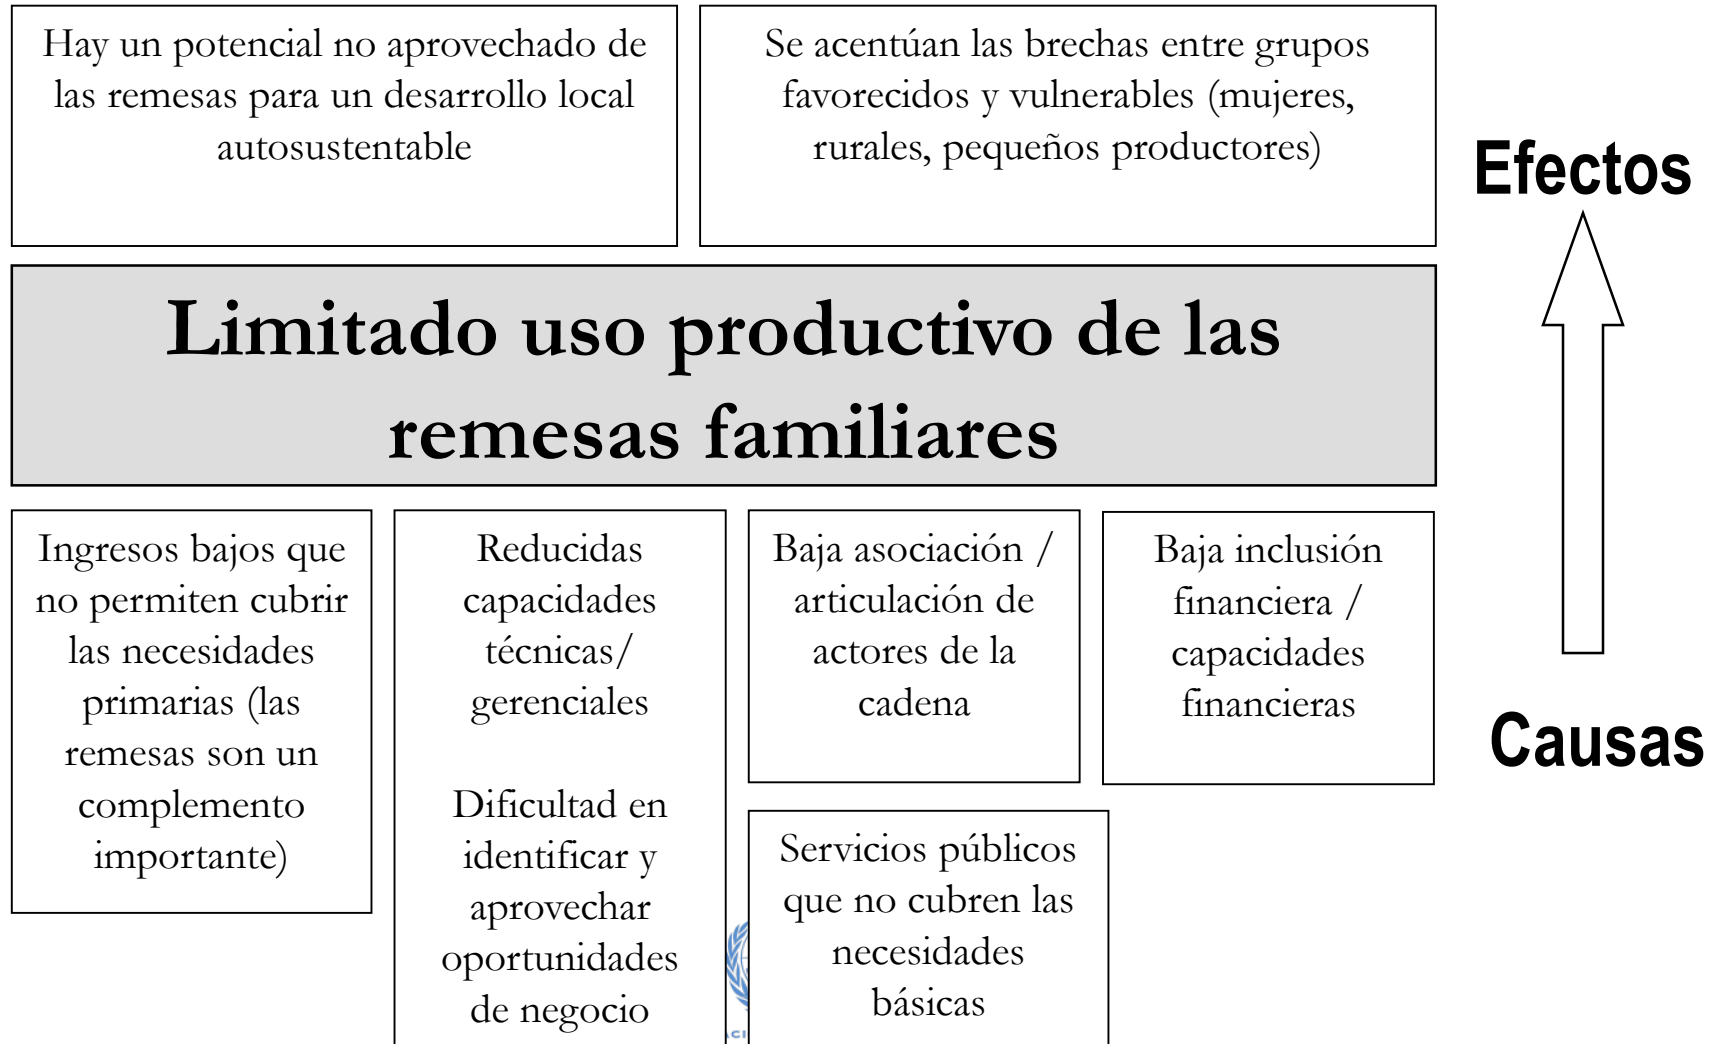 Hay un potencial no aprovechado de
las remesas para un desarrollo local
autosustentable
Se acentúan las brechas entre grupos
favorecidos y vulnerables (mujeres,
rurales, pequeños productores)
Efectos
Limitado uso productivo de las
remesas familiares
Ingresos bajos que
no permiten cubrir
las necesidades
primarias (las
remesas son un
complemento
importante)
Reducidas
capacidades
técnicas/
gerenciales
Dificultad en
identificar y
aprovechar
oportunidades
de negocio
Baja asociación /
articulación de
actores de la
cadena
Baja inclusión
financiera /
capacidades
financieras
Servicios públicos
que no cubren las
necesidades
básicas
Causas